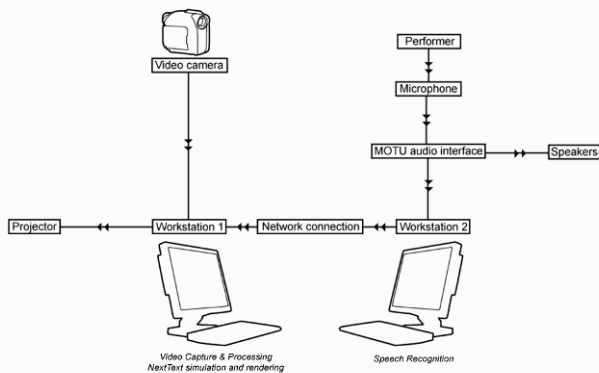 Performer
Video camera
Microphone
MOTU audio interface
Speakers
Projector
Workstation 1
Network connection
Workstation 2
Video Capture & Processing
NextText simulation and rendering
Speech Recognition